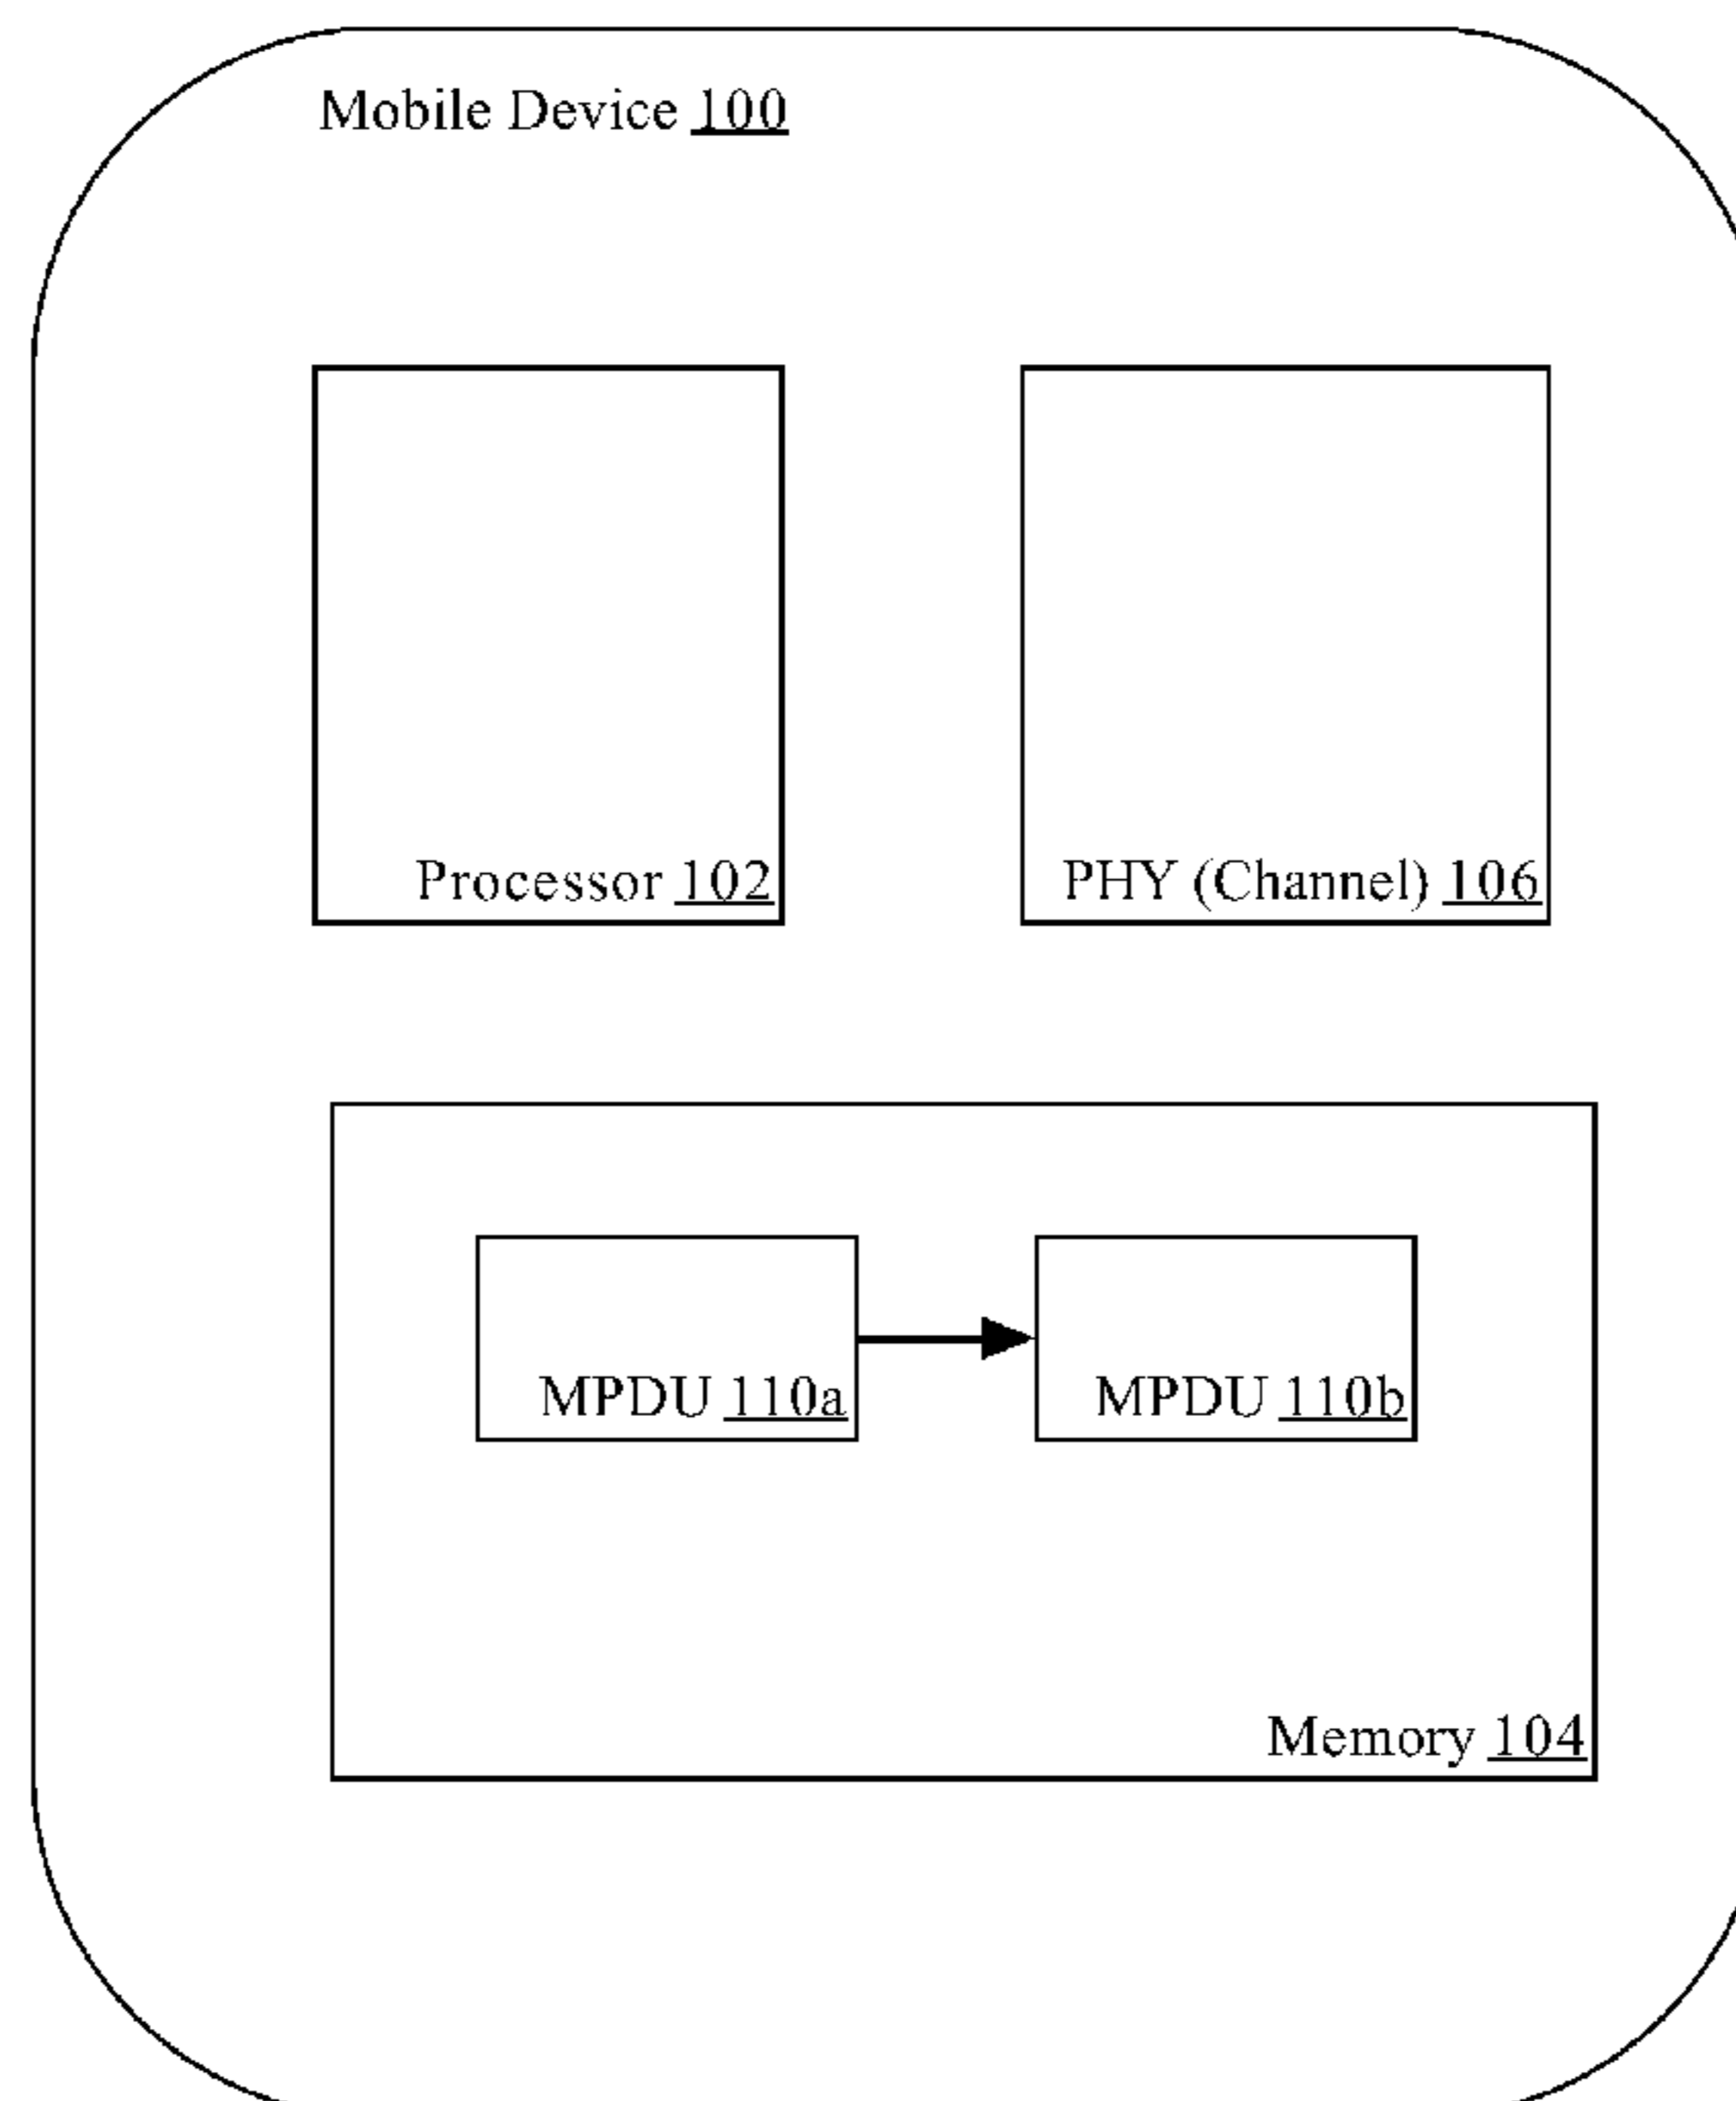 Mobile Device 100
Processor 102
PHY (Channel) 106
MPDU 110a
MPDU 110b
Memory 104